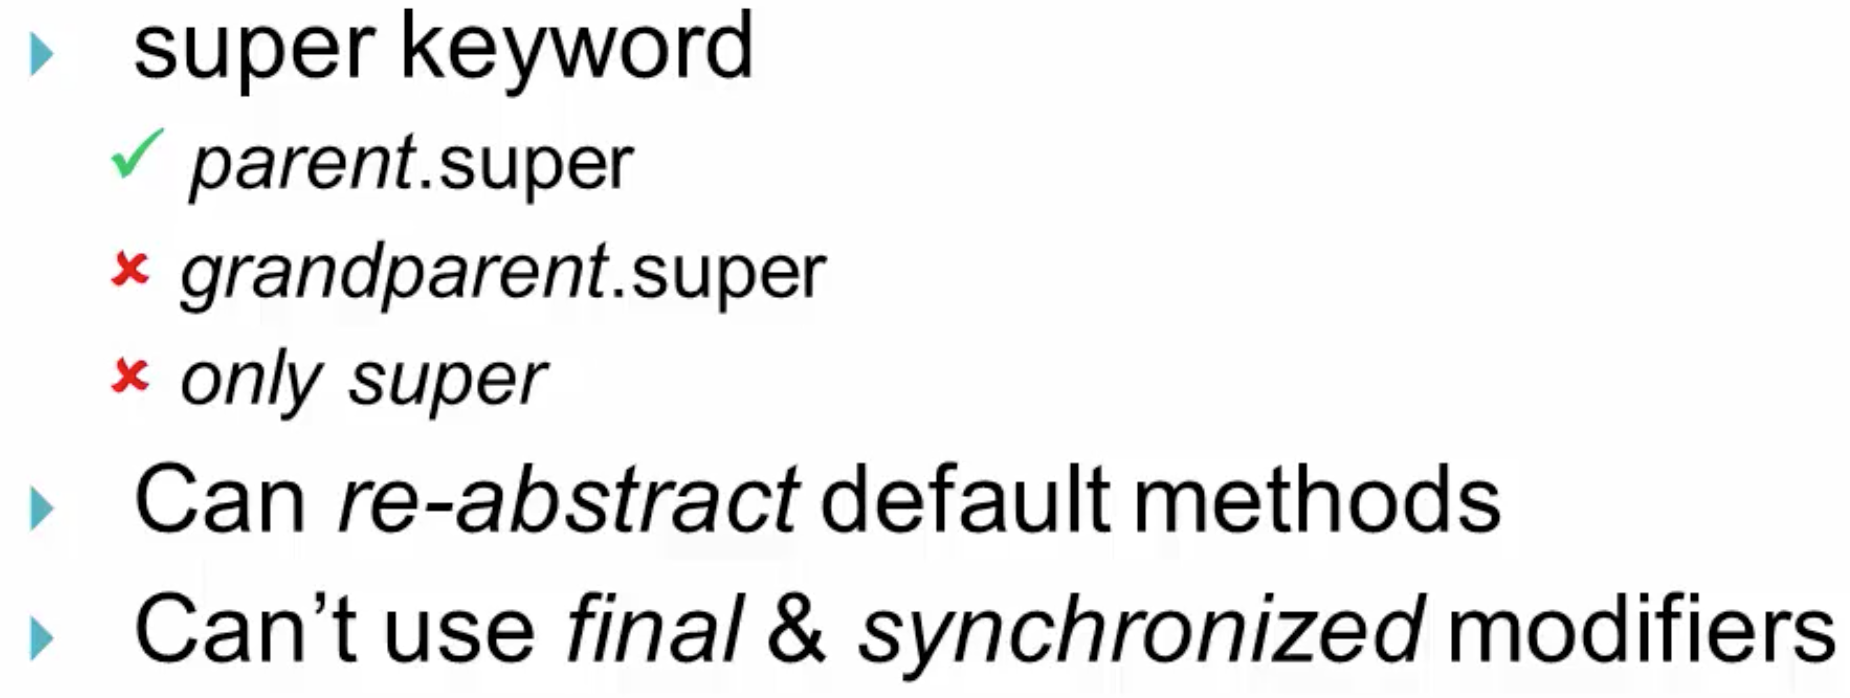 super keyword
parent.super
grandparent.super
only super
Can re-abstract default methods
Can’t use final & synchronized modifiers